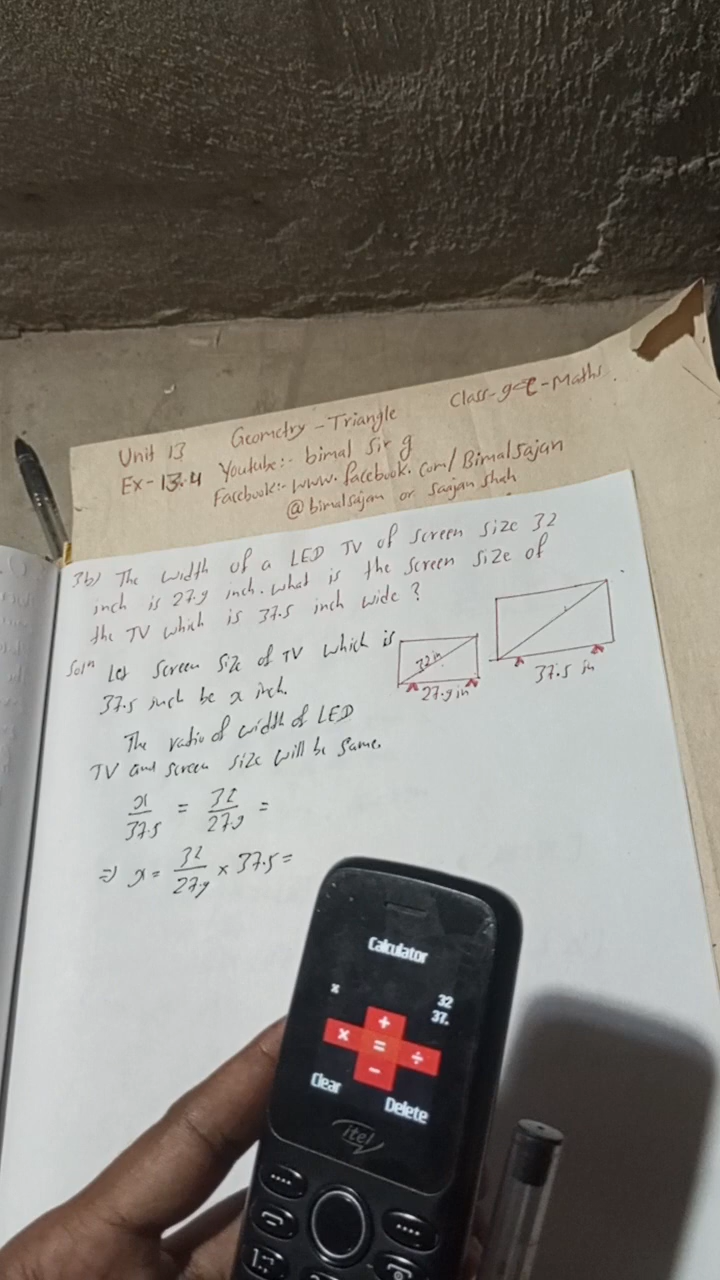 Unit 13 Geometry - Triangle Class-9 - Maths.
Ex - 13.4 Youtube:- bimal Sir g
Facebook:- www.facebook.com/Bimalsajan
@bimalsajan or Sajan Shah
3b) The width of a LED TV of screen size 32
inch is 27.9 inch. what is the screen size of
the TV which is 37.5 inch wide ?
Soln Let screen size of TV which is
37.5 inch be x inch.
32 in
27.9 in
37.5 in
The ratio of width of LED
TV and screen size will be same.
x/37.5 = 32/27.9 =
⇒ x = 32/27.9 × 37.5 =
Calculator
x 32
37.
+
× = ÷
-
Clear Delete
itel